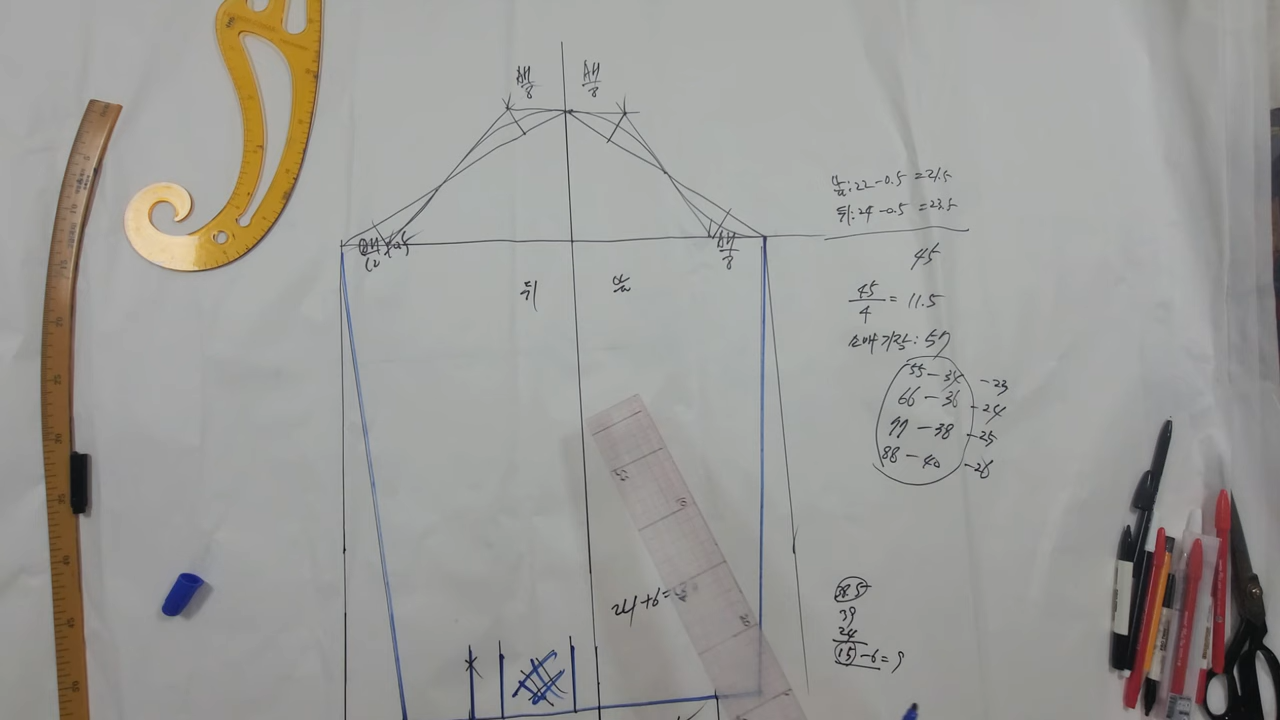 AH/8 AH/8
앞:22-0.5=21.5
뒤:24-0.5=23.5
AH/8
45
뒤 앞
45/4 = 11.5
소매기장: 57
55-34 -23
66-36 -24
77-38 -25
88-40 -26
24+6=
38.5
39
24
15-6=9